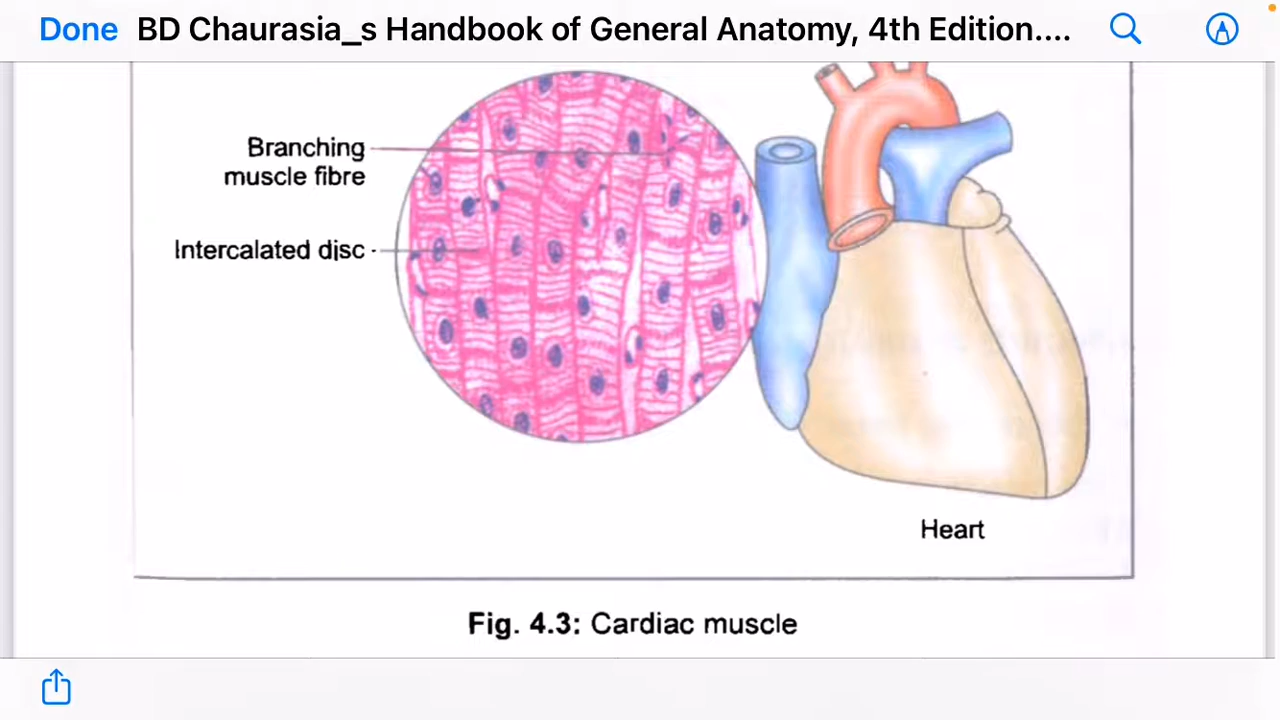 Done BD Chaurasia_s Handbook of General Anatomy, 4th Edition....
Branching
muscle fibre
Intercalated disc
Heart
Fig. 4.3: Cardiac muscle